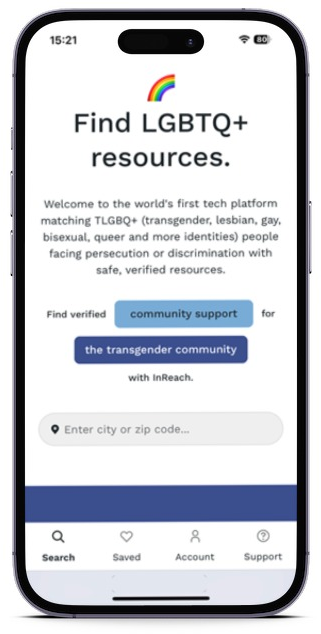 15:21
80
Find LGBTQ+
resources.
Welcome to the world's first tech platform
matching TLGBQ+ (transgender, lesbian, gay,
bisexual, queer and more identities) people
facing persecution or discrimination with
safe, verified resources.
Find verified community support for
the transgender community
with InReach.
Enter city or zip code...
Search Saved Account Support